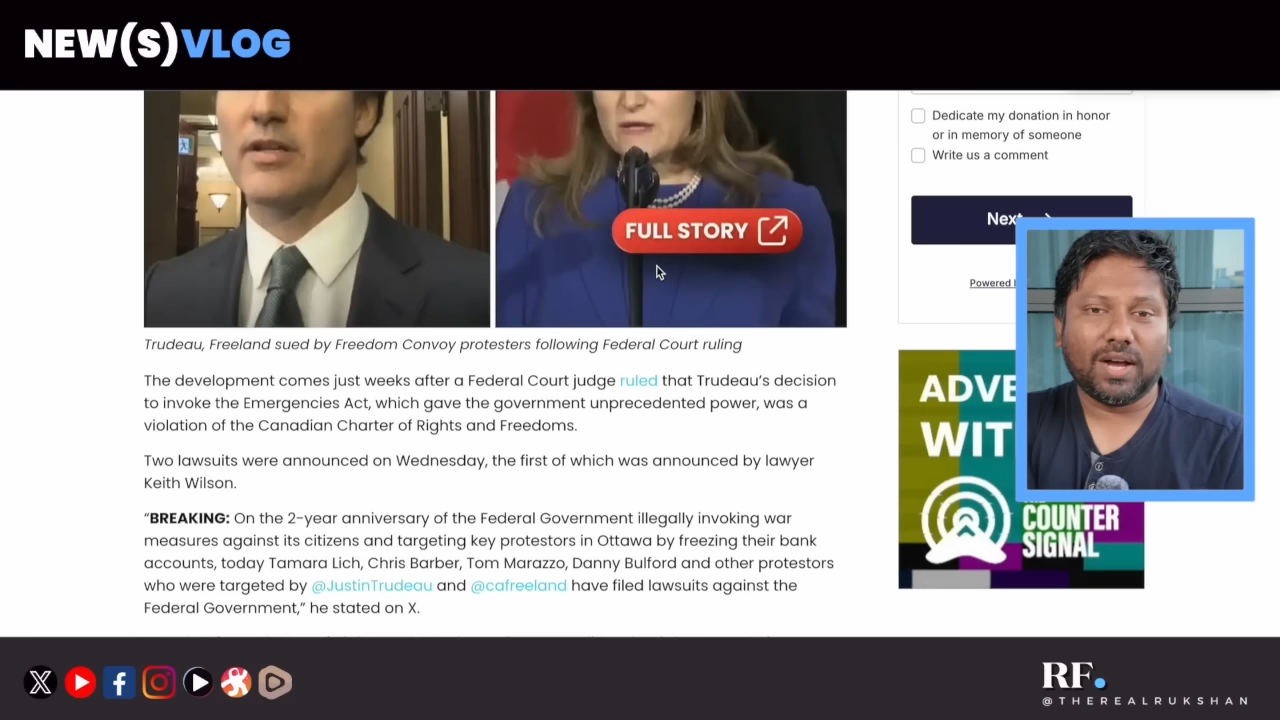 NEW(S)VLOG
Dedicate my donation in honor
or in memory of someone
Write us a comment
Next
Powered
FULL STORY
Trudeau, Freeland sued by Freedom Convoy protesters following Federal Court ruling
The development comes just weeks after a Federal Court judge ruled that Trudeau's decision
to invoke the Emergencies Act, which gave the government unprecedented power, was a
violation of the Canadian Charter of Rights and Freedoms.
Two lawsuits were announced on Wednesday, the first of which was announced by lawyer
Keith Wilson.
“BREAKING: On the 2-year anniversary of the Federal Government illegally invoking war
measures against its citizens and targeting key protestors in Ottawa by freezing their bank
accounts, today Tamara Lich, Chris Barber, Tom Marazzo, Danny Bulford and other protestors
who were targeted by @JustinTrudeau and @cafreeland have filed lawsuits against the
Federal Government,” he stated on X.
ADVE
WIT
COUNTER
SIGNAL
RF.
@THEREALRUKSHAN